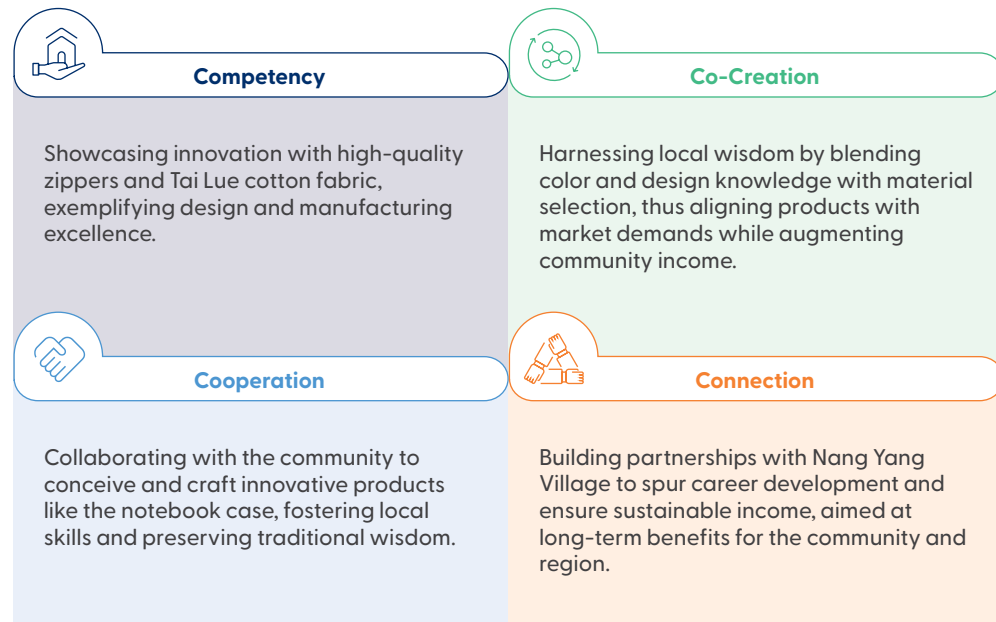 Competency
Showcasing innovation with high-quality
zippers and Tai Lue cotton fabric,
exemplifying design and manufacturing
excellence.
Co-Creation
Harnessing local wisdom by blending
color and design knowledge with material
selection, thus aligning products with
market demands while augmenting
community income.
Cooperation
Collaborating with the community to
conceive and craft innovative products
like the notebook case, fostering local
skills and preserving traditional wisdom.
Connection
Building partnerships with Nang Yang
Village to spur career development and
ensure sustainable income, aimed at
long-term benefits for the community and
region.